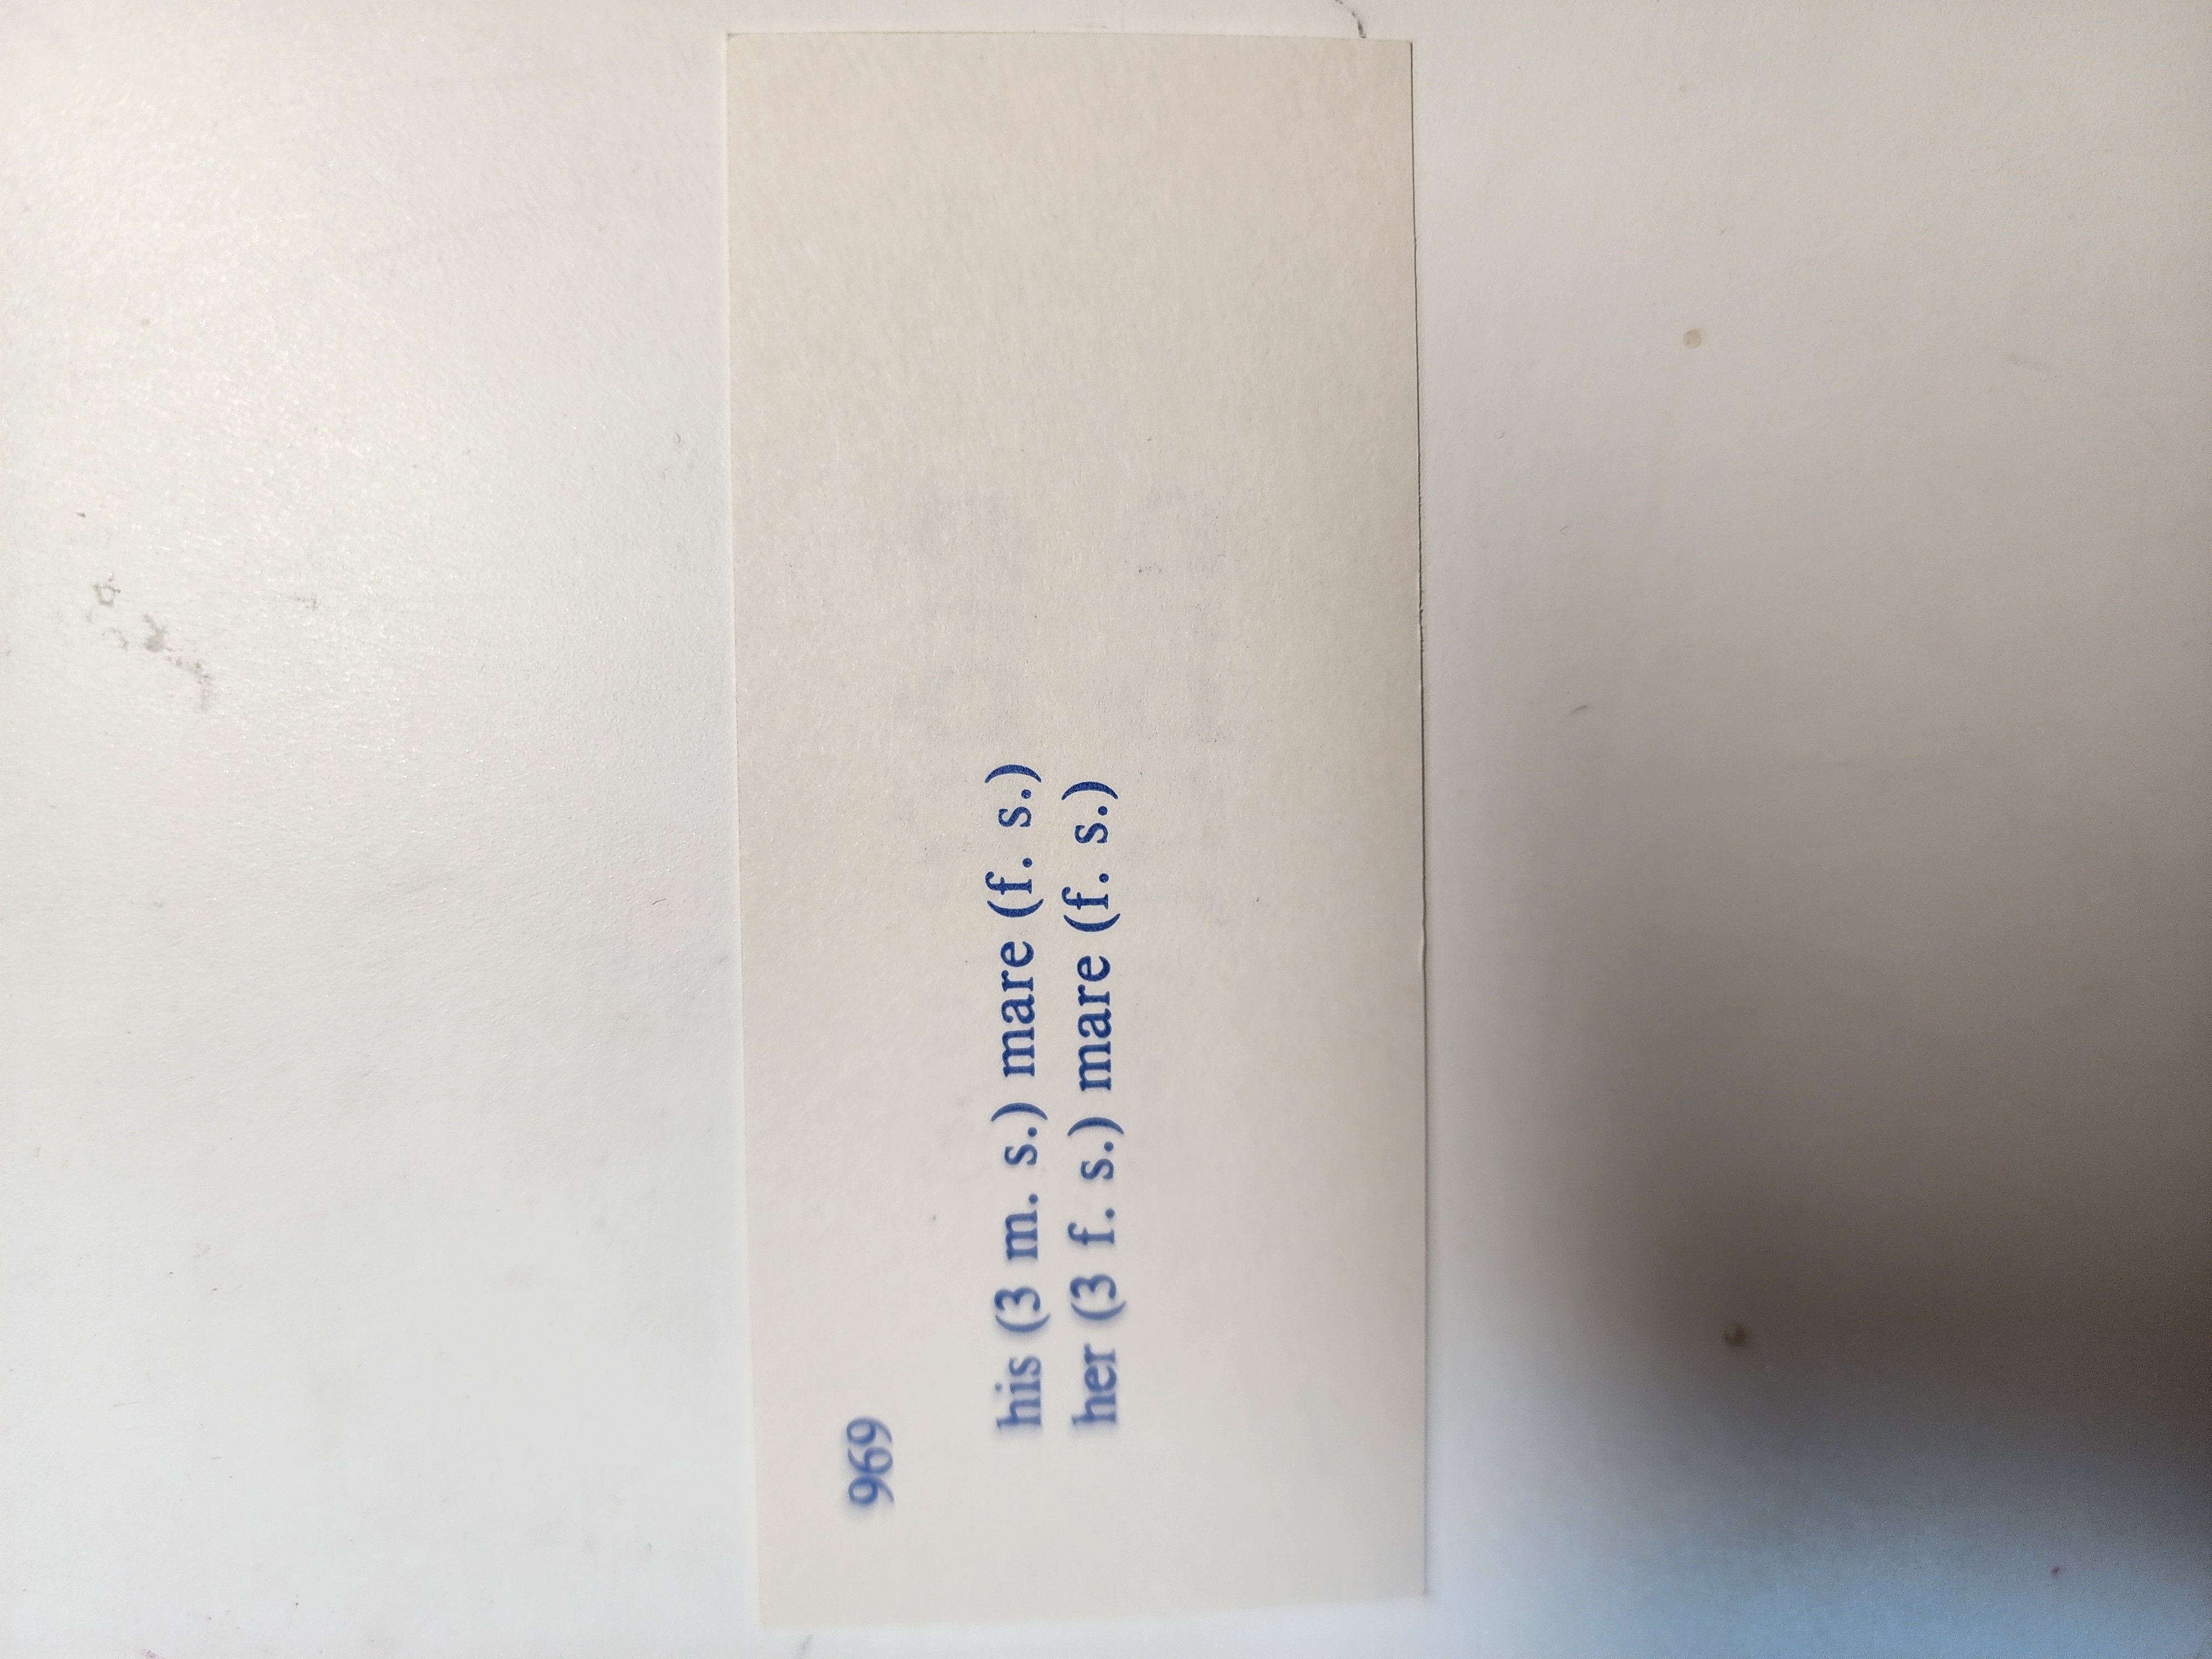 969
his (3 m. s.) mare (f. s.)
her (3 f. s.) mare (f. s.)